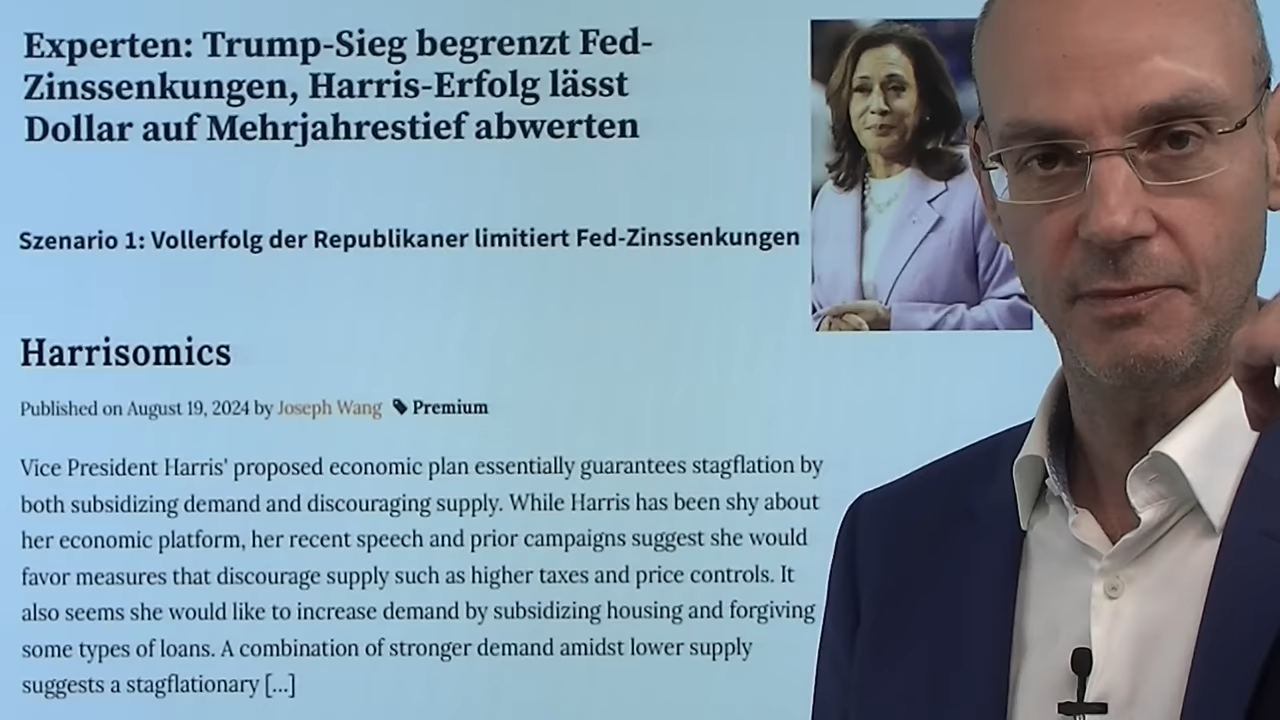 Experten: Trump-Sieg begrenzt Fed-
Zinssenkungen, Harris-Erfolg lässt
Dollar auf Mehrjahrestief abwerten
Szenario 1: Vollerfolg der Republikaner limitiert Fed-Zinssenkungen
Harrisomics
Published on August 19, 2024 by Joseph Wang Premium
Vice President Harris' proposed economic plan essentially guarantees stagflation by
both subsidizing demand and discouraging supply. While Harris has been shy about
her economic platform, her recent speech and prior campaigns suggest she would
favor measures that discourage supply such as higher taxes and price controls. It
also seems she would like to increase demand by subsidizing housing and forgiving
some types of loans. A combination of stronger demand amidst lower supply
suggests a stagflationary [...]